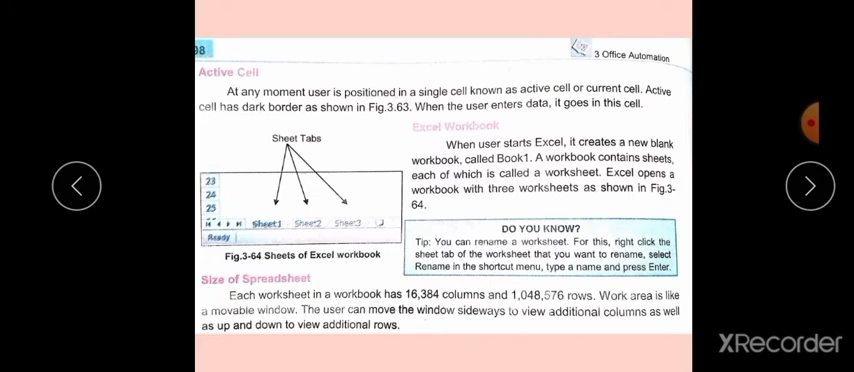 98
3 Office Automation
Active Cell
At any moment user is positioned in a single cell known as active cell or current cell. Active
cell has dark border as shown in Fig.3.63. When the user enters data, it goes in this cell.
Sheet Tabs
23
24
25
Sheet1 Sheet2 Sheet3
Ready
Fig.3-64 Sheets of Excel workbook
Excel Workbook
When user starts Excel, it creates a new blank
workbook, called Book1. A workbook contains sheets,
each of which is called a worksheet. Excel opens a
workbook with three worksheets as shown in Fig.3-
64.
DO YOU KNOW?
Tip: You can rename a worksheet. For this, right click the
sheet tab of the worksheet that you want to rename, select
Rename in the shortcut menu, type a name and press Enter.
Size of Spreadsheet
Each worksheet in a workbook has 16,384 columns and 1,048,576 rows. Work area is like
a movable window. The user can move the window sideways to view additional columns as well
as up and down to view additional rows.
XRecorder